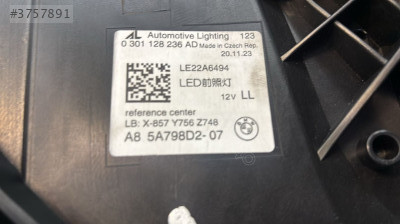 #3757891
AL Automotive Lighting 123
0 301 128 236 AD Made in Czech Rep.
20.11.23
LE22A6494
LED前照灯
12V LL
reference center
LB: X-857 Y756 Z748
A8 5A798D2-07